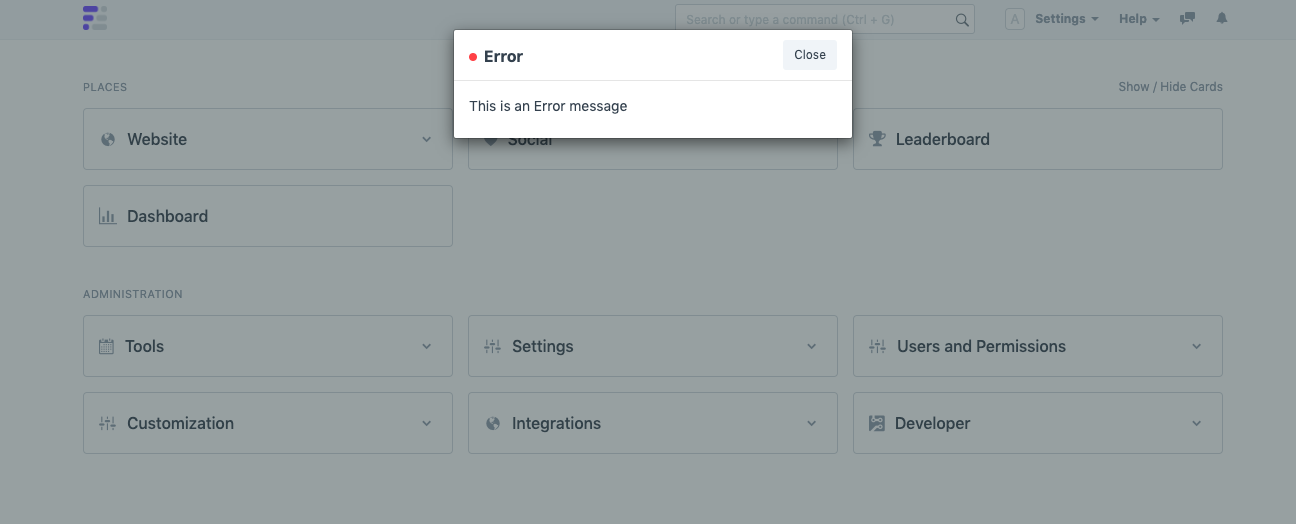 Search or type a command (Ctrl + G)
A
Settings
Help
Error
Close
This is an Error message
PLACES
Show / Hide Cards
Website
Social
Leaderboard
Dashboard
ADMINISTRATION
Tools
Settings
Users and Permissions
Customization
Integrations
Developer